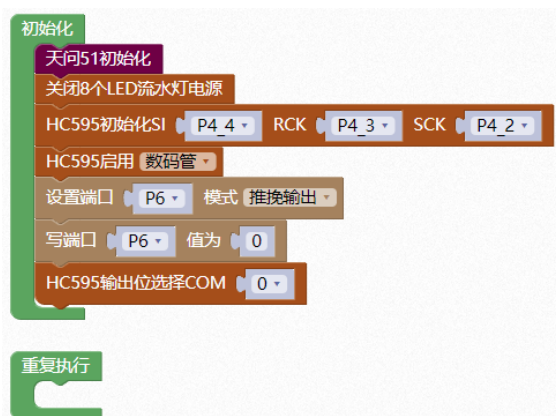 初始化
天问51初始化
关闭8个LED流水灯电源
HC595初始化SI P4_4 RCK P4_3 SCK P4_2
HC595启用 数码管
设置端口 P6 模式 推挽输出
写端口 P6 值为 0
HC595输出位选择COM 0
重复执行